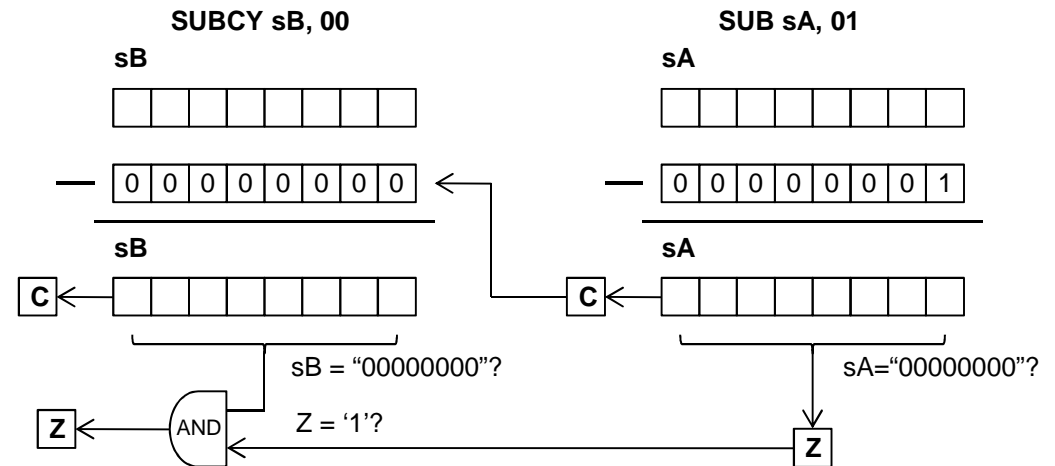 SUBCY sB, 00 SUB sA, 01
sB sA
0 0 0 0 0 0 0 0 0 0 0 0 0 0 0 1
sB sA
C C
sB = “00000000”? sA=“00000000”?
Z AND Z = ‘1’? Z